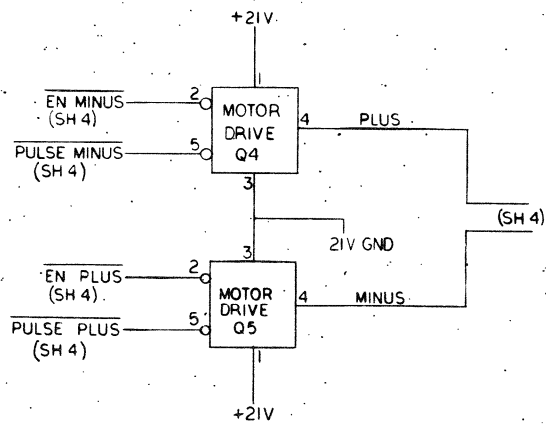 +21V
1
EN MINUS
(SH 4)
2
MOTOR
DRIVE
Q4
4
PLUS
PULSE MINUS
(SH 4)
5
3
(SH 4)
21V GND
3
EN PLUS
(SH 4)
2
MOTOR
DRIVE
Q5
4
MINUS
PULSE PLUS
(SH 4)
5
1
+21V